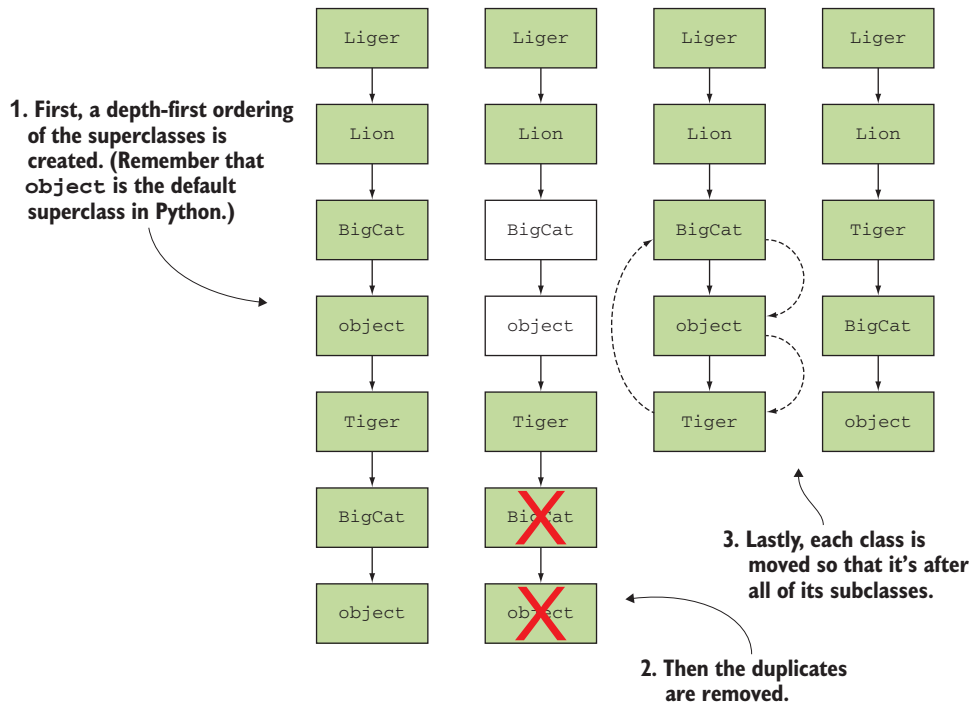 Liger
Liger
Liger
Liger
1. First, a depth-first ordering
of the superclasses is
created. (Remember that
object is the default
superclass in Python.)
Lion
Lion
Lion
Lion
BigCat
BigCat
BigCat
Tiger
object
object
object
BigCat
Tiger
Tiger
Tiger
object
BigCat
BigCat
3. Lastly, each class is
moved so that it's after
all of its subclasses.
object
object
2. Then the duplicates
are removed.